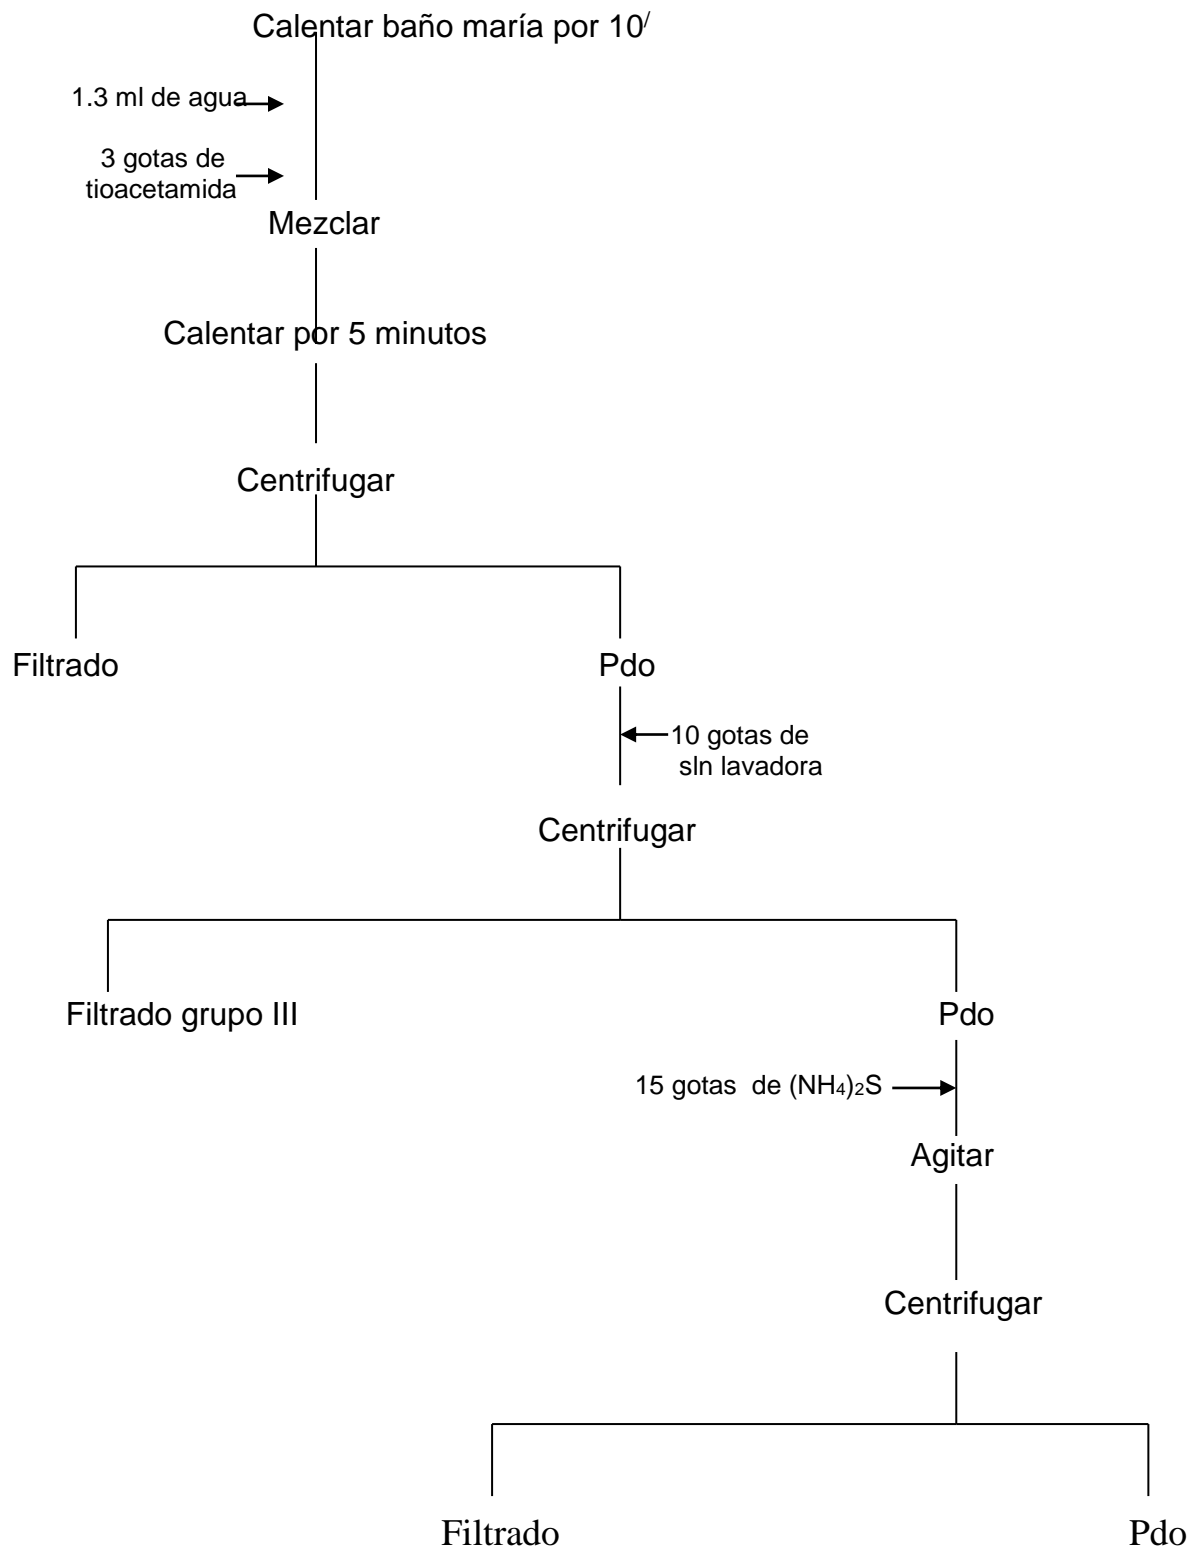 Calentar baño maría por 10/
1.3 ml de agua
3 gotas de
tioacetamida
Mezclar
Calentar por 5 minutos
Centrifugar
Filtrado
Pdo
10 gotas de
sln lavadora
Centrifugar
Filtrado grupo III
Pdo
15 gotas de (NH₄)₂S
Agitar
Centrifugar
Filtrado
Pdo